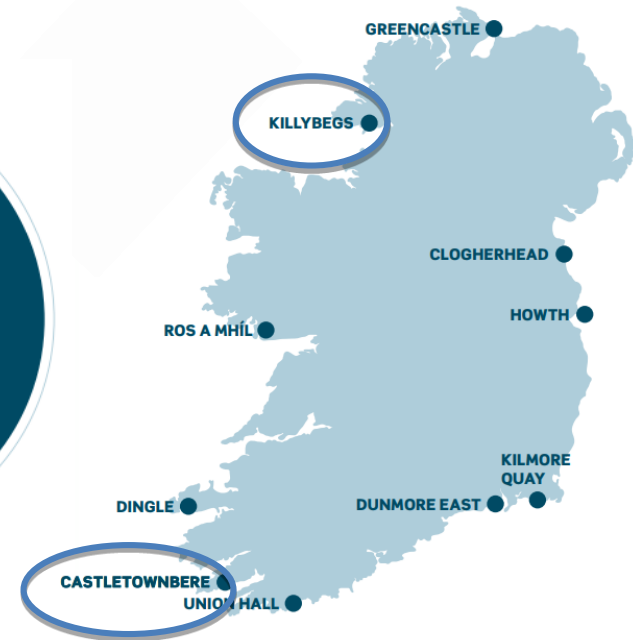 GREENCASTLE
KILLYBEGS
CLOGHERHEAD
HOWTH
ROS A MHÍL
KILMORE
QUAY
DINGLE
DUNMORE EAST
CASTLETOWNBERE
UNION HALL